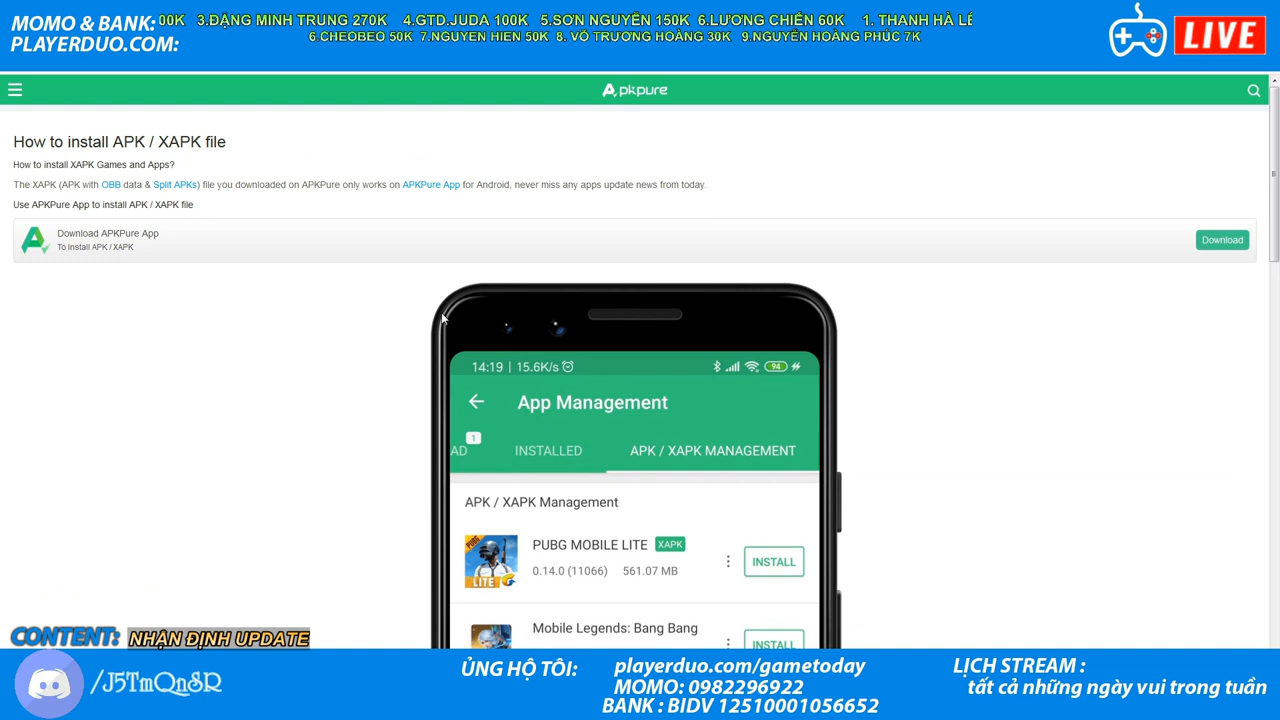 MOMO & BANK:
00K 3.ĐẶNG MINH TRUNG 270K 4.GTD.JUDA 100K 5.SƠN NGUYỄN 150K 6.LƯƠNG CHIẾN 60K 1. THANH HÀ LÊ
PLAYERDUO.COM:
6.CHEOBEO 50K 7.NGUYEN HIEN 50K 8. VÕ TRƯƠNG HOÀNG 30K 9.NGUYỄN HOÀNG PHÚC 7K
LIVE
Apkpure
How to install APK / XAPK file
How to install XAPK Games and Apps?
The XAPK (APK with OBB data & Split APKs) file you downloaded on APKPure only works on APKPure App for Android, never miss any apps update news from today.
Use APKPure App to install APK / XAPK file
Download APKPure App
To Install APK / XAPK
Download
14:19 | 15.6K/s
94
App Management
1
AD INSTALLED APK / XAPK MANAGEMENT
APK / XAPK Management
PUBG MOBILE LITE XAPK
0.14.0 (11066) 561.07 MB
INSTALL
PUBG
LITE
Mobile Legends: Bang Bang
INSTALL
CONTENT: NHẬN ĐỊNH UPDATE
/J5TmQnSR
ỦNG HỘ TÔI: playerduo.com/gametoday
MOMO: 0982296922
BANK : BIDV 12510001056652
LỊCH STREAM :
tất cả những ngày vui trong tuần